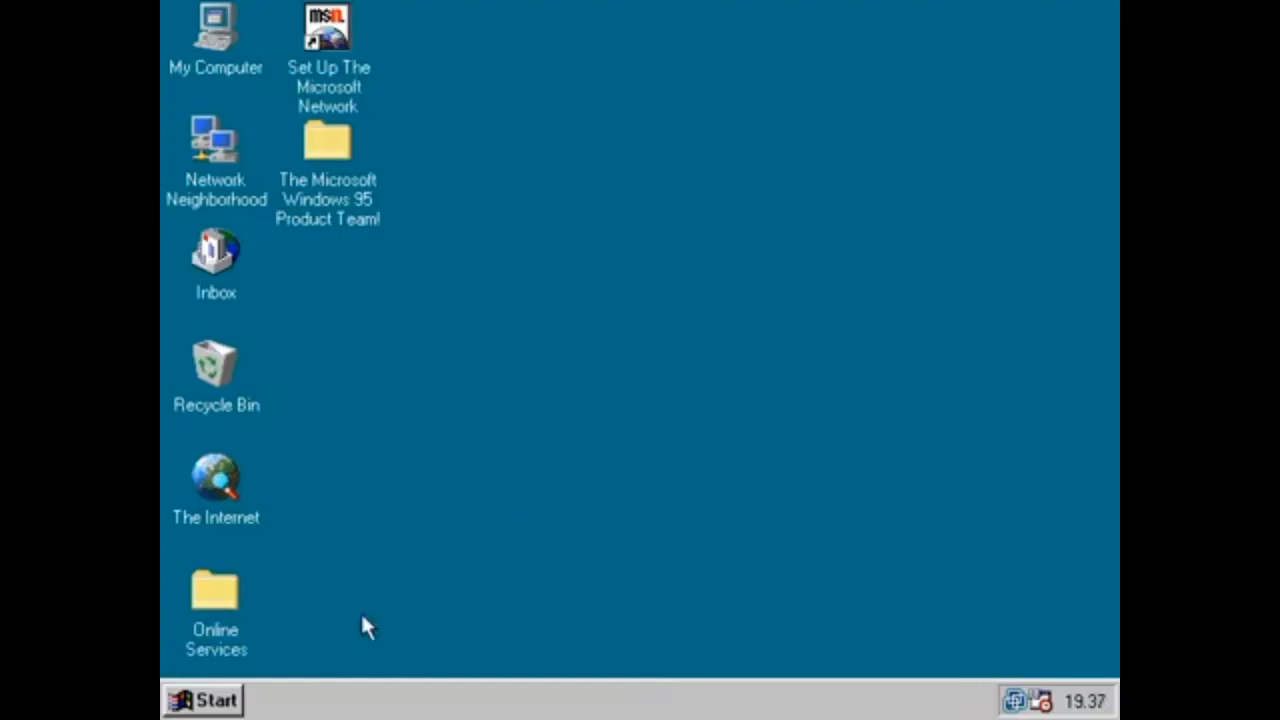 My Computer
msn
Set Up The
Microsoft
Network
Network
Neighborhood
The Microsoft
Windows 95
Product Team!
Inbox
Recycle Bin
The Internet
Online
Services
Start
19.37